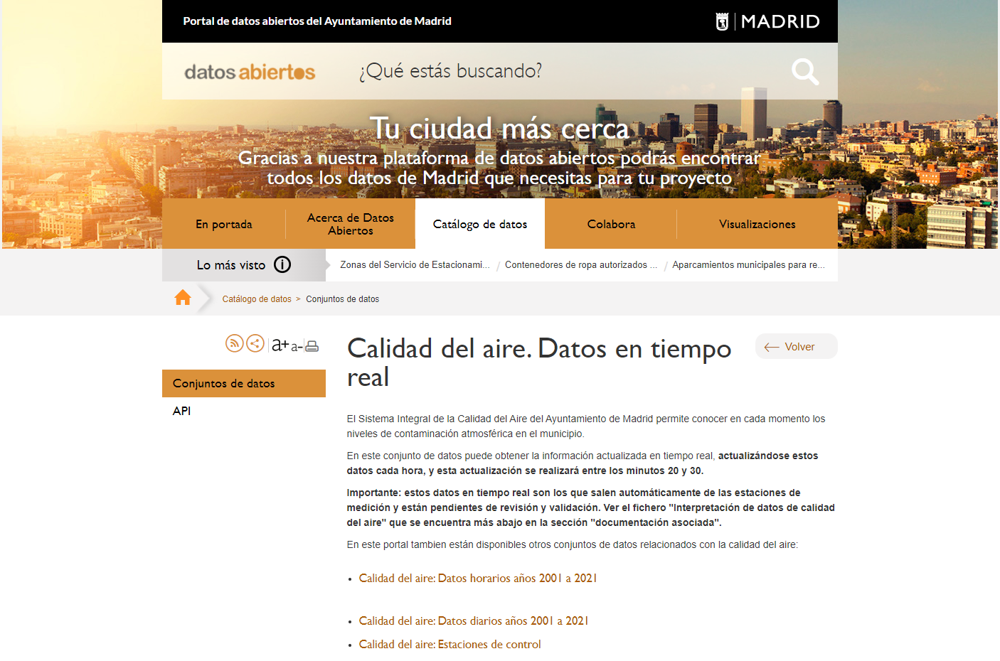 Portal de datos abiertos del Ayuntamiento de Madrid
MADRID
datos abiertos
¿Qué estás buscando?
Tu ciudad más cerca
Gracias a nuestra plataforma de datos abiertos podrás encontrar
todos los datos de Madrid que necesitas para tu proyecto
En portada
Acerca de Datos
Abiertos
Catálogo de datos
Colabora
Visualizaciones
Lo más visto
Zonas del Servicio de Estacionami... / Contenedores de ropa autorizados ... / Aparcamientos municipales para re...
Catálogo de datos > Conjuntos de datos
a+ a-
Calidad del aire. Datos en tiempo
real
Volver
Conjuntos de datos
API
El Sistema Integral de la Calidad del Aire del Ayuntamiento de Madrid permite conocer en cada momento los
niveles de contaminación atmosférica en el municipio.
En este conjunto de datos puede obtener la información actualizada en tiempo real, actualizándose estos
datos cada hora, y esta actualización se realizará entre los minutos 20 y 30.
Importante: estos datos en tiempo real son los que salen automáticamente de las estaciones de
medición y están pendientes de revisión y validación. Ver el fichero "Interpretación de datos de calidad
del aire" que se encuentra más abajo en la sección "documentación asociada".
En este portal tambien están disponibles otros conjuntos de datos relacionados con la calidad del aire:
• Calidad del aire: Datos horarios años 2001 a 2021
• Calidad del aire: Datos diarios años 2001 a 2021
• Calidad del aire: Estaciones de control